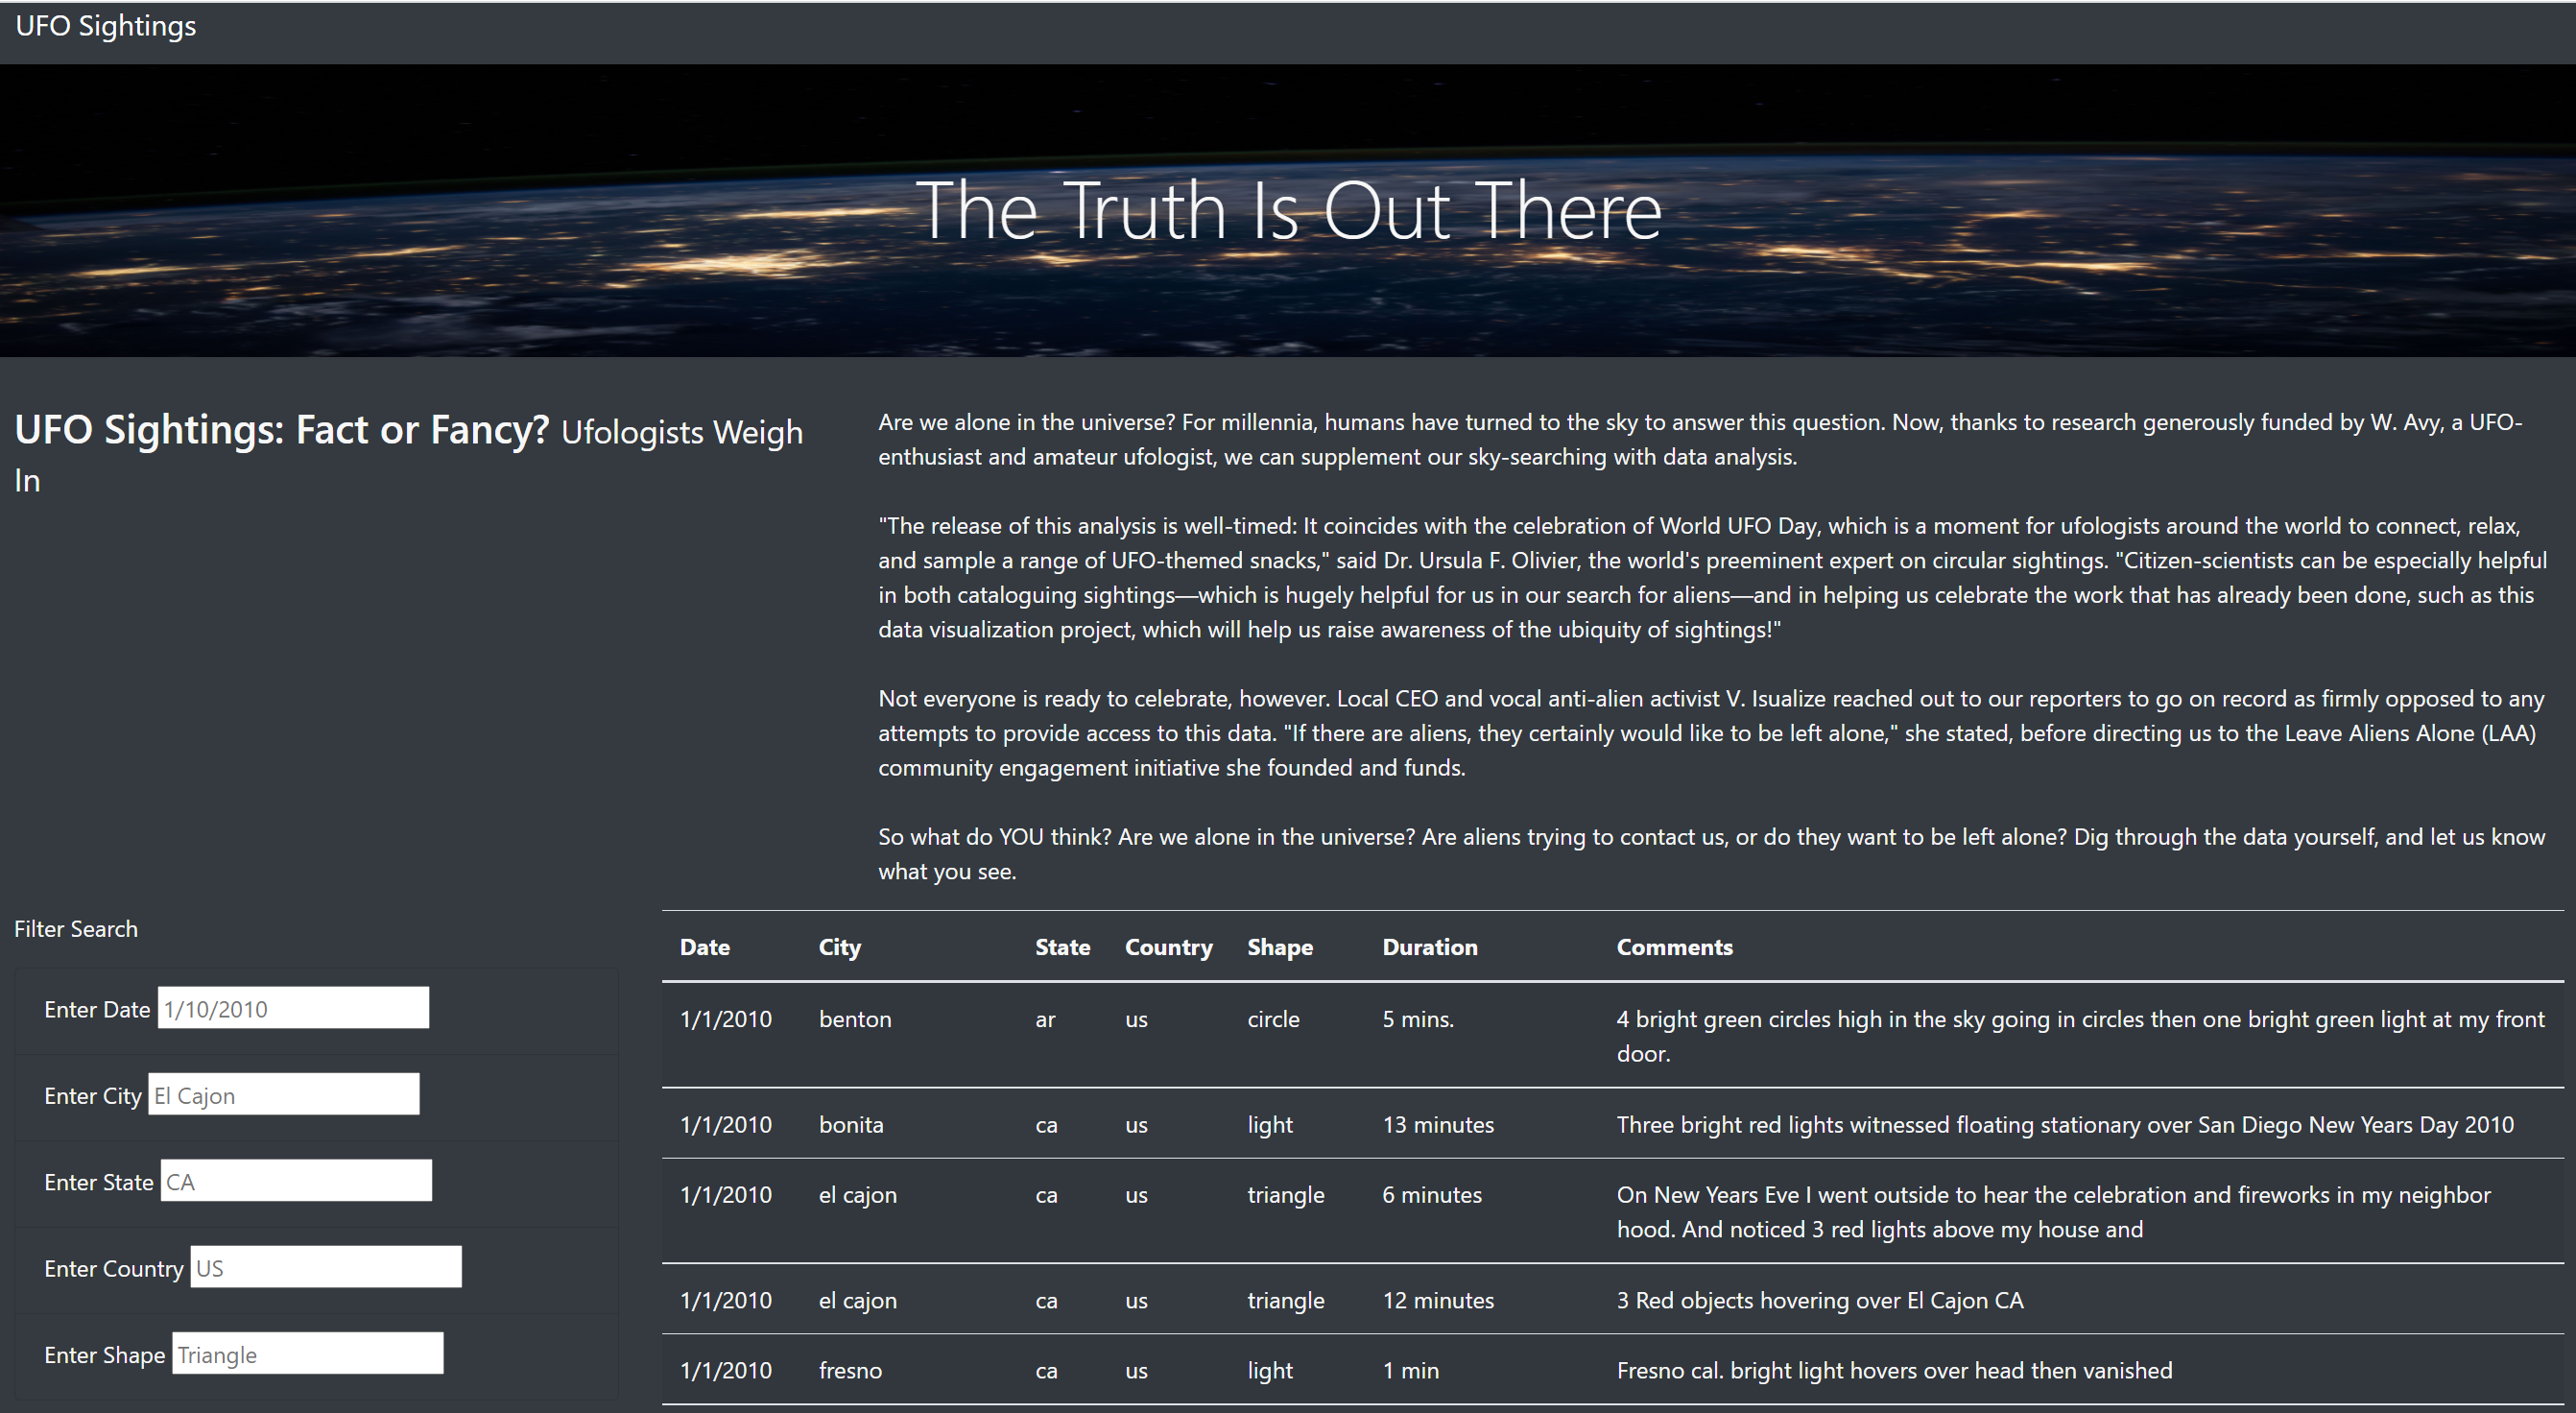 UFO Sightings
The Truth Is Out There
UFO Sightings: Fact or Fancy? Ufologists Weigh
In
Are we alone in the universe? For millennia, humans have turned to the sky to answer this question. Now, thanks to research generously funded by W. Avy, a UFO-
enthusiast and amateur ufologist, we can supplement our sky-searching with data analysis.
"The release of this analysis is well-timed: It coincides with the celebration of World UFO Day, which is a moment for ufologists around the world to connect, relax,
and sample a range of UFO-themed snacks," said Dr. Ursula F. Olivier, the world's preeminent expert on circular sightings. "Citizen-scientists can be especially helpful
in both cataloguing sightings—which is hugely helpful for us in our search for aliens—and in helping us celebrate the work that has already been done, such as this
data visualization project, which will help us raise awareness of the ubiquity of sightings!"
Not everyone is ready to celebrate, however. Local CEO and vocal anti-alien activist V. Isualize reached out to our reporters to go on record as firmly opposed to any
attempts to provide access to this data. "If there are aliens, they certainly would like to be left alone," she stated, before directing us to the Leave Aliens Alone (LAA)
community engagement initiative she founded and funds.
So what do YOU think? Are we alone in the universe? Are aliens trying to contact us, or do they want to be left alone? Dig through the data yourself, and let us know
what you see.
Filter Search
Enter Date 1/10/2010
Enter City El Cajon
Enter State CA
Enter Country US
Enter Shape Triangle
Date City State Country Shape Duration Comments
1/1/2010 benton ar us circle 5 mins. 4 bright green circles high in the sky going in circles then one bright green light at my front
door.
1/1/2010 bonita ca us light 13 minutes Three bright red lights witnessed floating stationary over San Diego New Years Day 2010
1/1/2010 el cajon ca us triangle 6 minutes On New Years Eve I went outside to hear the celebration and fireworks in my neighbor
hood. And noticed 3 red lights above my house and
1/1/2010 el cajon ca us triangle 12 minutes 3 Red objects hovering over El Cajon CA
1/1/2010 fresno ca us light 1 min Fresno cal. bright light hovers over head then vanished